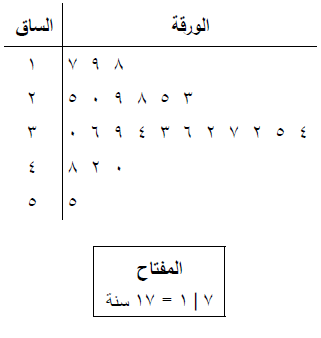 الساق الورقة
١ ٧ ٩ ٨
٢ ٥ ٠ ٩ ٨ ٥ ٣
٣ ٠ ٦ ٩ ٤ ٣ ٦ ٢ ٧ ٢ ٥ ٤
٤ ٨ ٢ ٠
٥ ٥
المفتاح
٧ | ١ = ١٧ سنة